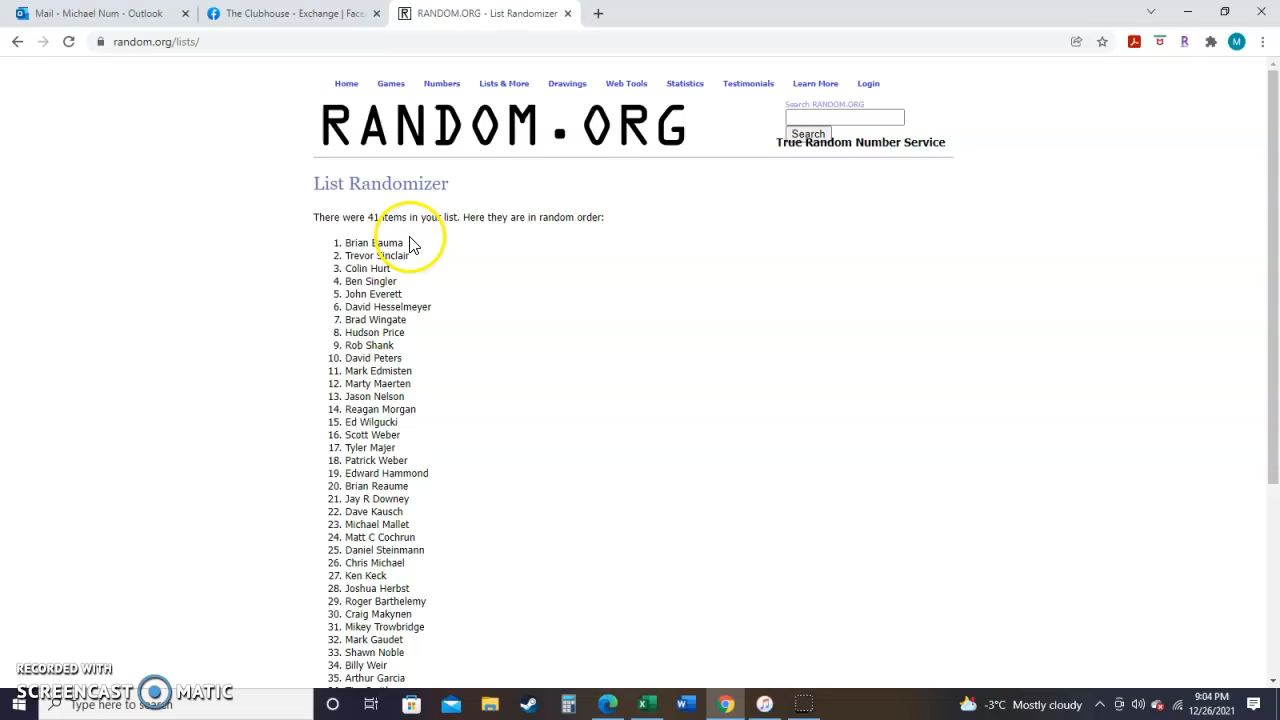 Mail - Michael Num - Outlook
The Clubhouse - Exchange | Face
RANDOM.ORG - List Randomizer
random.org/lists/
Home Games Numbers Lists & More Drawings Web Tools Statistics Testimonials Learn More Login
RANDOM.ORG
Search RANDOM.ORG
Search
True Random Number Service
List Randomizer
There were 41 items in your list. Here they are in random order:
1. Brian Bauma
2. Trevor Sinclair
3. Colin Hurt
4. Ben Singler
5. John Everett
6. David Hesselmeyer
7. Brad Wingate
8. Hudson Price
9. Rob Shank
10. David Peters
11. Mark Edmisten
12. Marty Maerten
13. Jason Nelson
14. Reagan Morgan
15. Ed Wilgucki
16. Scott Weber
17. Tyler Majer
18. Patrick Weber
19. Edward Hammond
20. Brian Reaume
21. Jay R Downey
22. Dave Kausch
23. Michael Mallet
24. Matt C Cochrun
25. Daniel Steinmann
26. Chris Michael
27. Ken Keck
28. Joshua Herbst
29. Roger Barthelemy
30. Craig Makynen
31. Mikey Trowbridge
32. Mark Gaudet
33. Shawn Noble
34. Billy Weir
35. Arthur Garcia
RECORDED WITH
SCREENCAST MATIC
Type here to search
-3°C Mostly cloudy
9:04 PM
12/26/2021